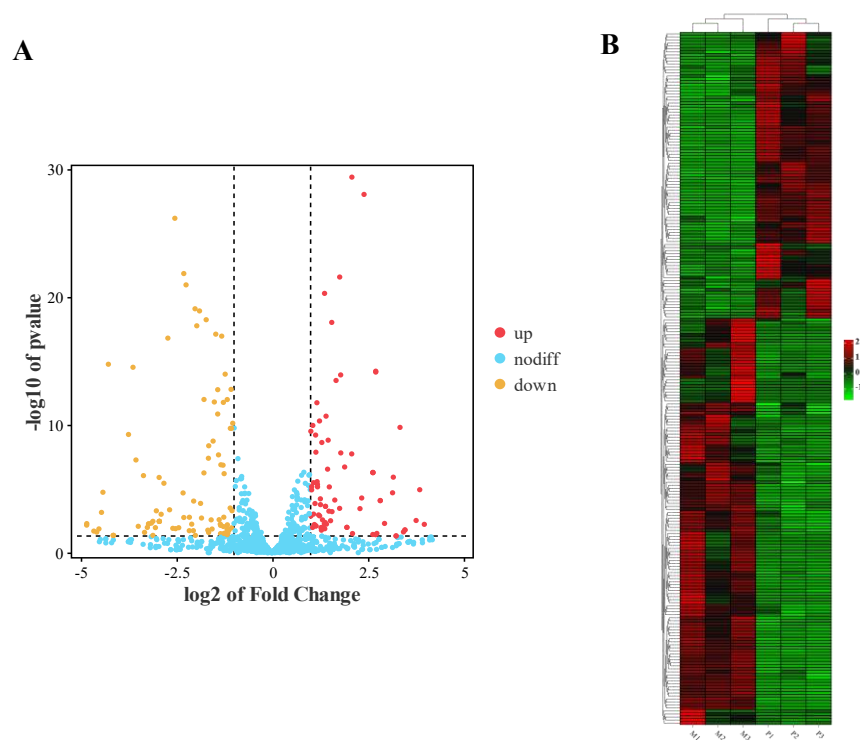 A
B
30
20
10
0
-log10 of pvalue
-5
-2.5
0
2.5
5
log2 of Fold Change
up
nodiff
down
2
1
0
-1
M1
M2
M3
P1
P2
P3